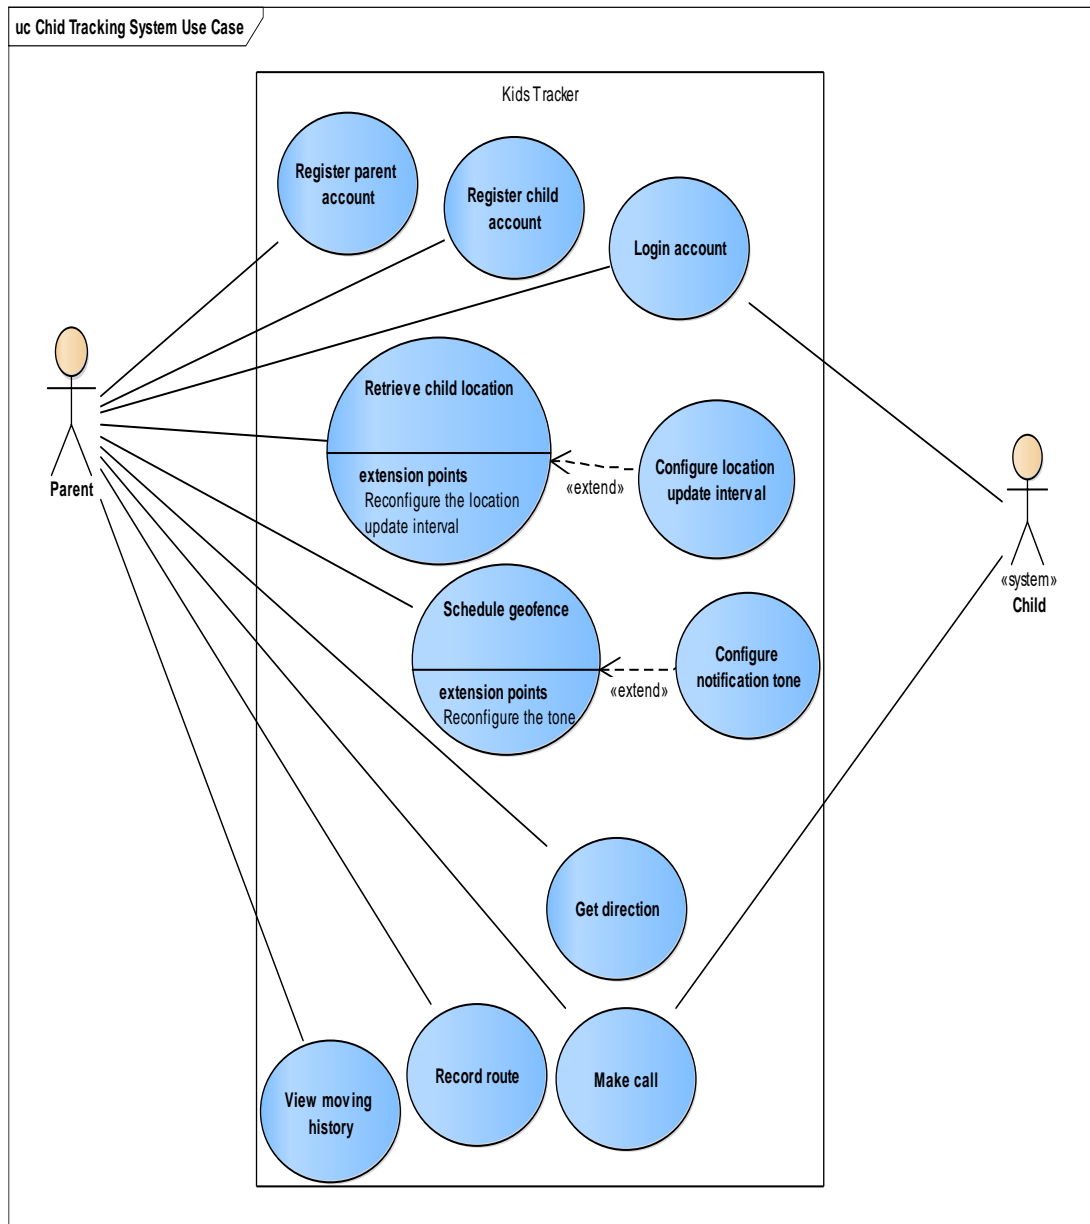 uc Chid Tracking System Use Case
Kids Tracker
Register parent
account
Register child
account
Login account
Retrieve child location
extension points
Reconfigure the location
update interval
«extend»
Configure location
update interval
Parent
«system»
Child
Schedule geofence
extension points
Reconfigure the tone
«extend»
Configure
notification tone
Get direction
View moving
history
Record route
Make call